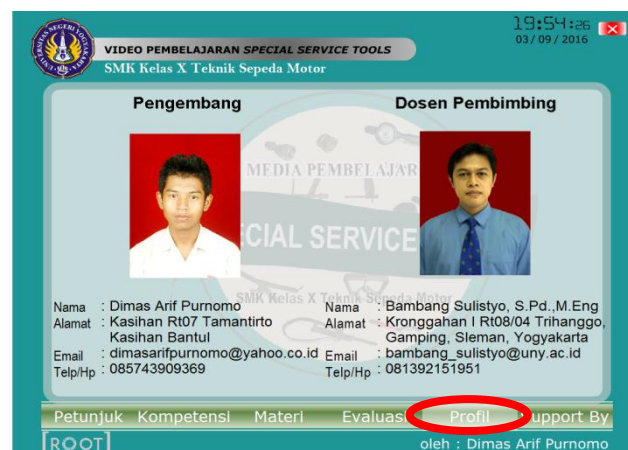 19:54:26
03/09/2016
VIDEO PEMBELAJARAN SPECIAL SERVICE TOOLS
SMK Kelas X Teknik Sepeda Motor
Pengembang
Dosen Pembimbing
MEDIA PEMBELAJAR
ECIAL SERVICE
SMK Kelas X Teknik Sepeda Motor
Nama : Dimas Arif Purnomo
Alamat : Kasihan Rt07 Tamantirto
Kasihan Bantul
Email : dimasarifpurnomo@yahoo.co.id
Telp/Hp : 085743909369
Nama : Bambang Sulistyo, S.Pd.,M.Eng
Alamat : Kronggahan I Rt08/04 Trihanggo,
Gamping, Sleman, Yogyakarta
Email : bambang_sulistyo@uny.ac.id
Telp/Hp : 081392151951
Petunjuk Kompetensi Materi Evaluasi Profil Support By
[ROOT]
oleh : Dimas Arif Purnomo